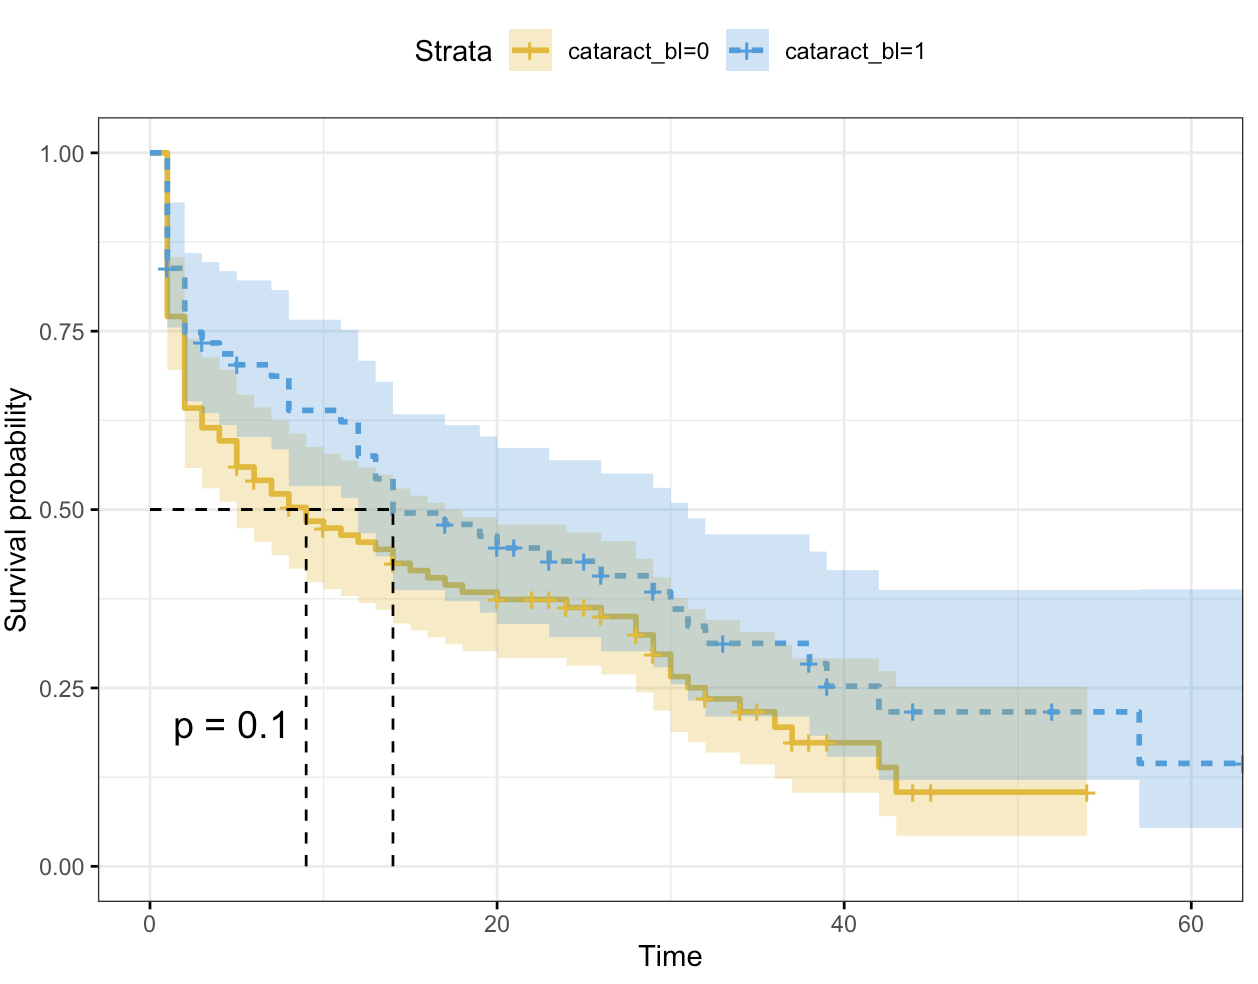 Strata cataract_bl=0 cataract_bl=1
Survival probability
1.00
0.75
0.50
0.25
0.00
p = 0.1
0 20 40 60
Time